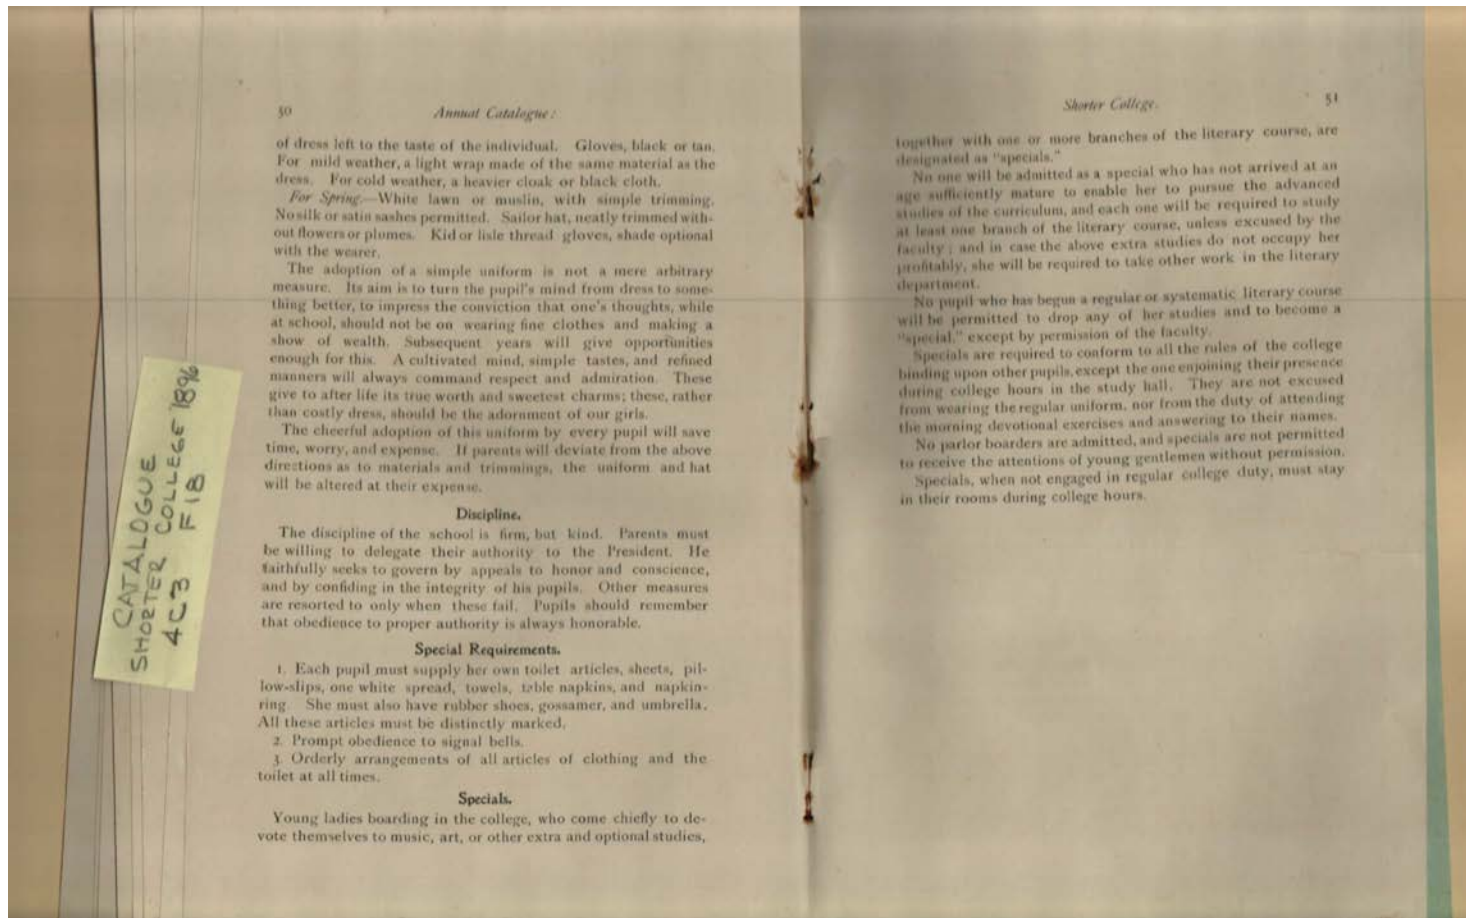 CATALOGUE
SHORTER COLLEGE 1896
4C3 F18
50 Annual Catalogue:
of dress left to the taste of the individual. Gloves, black or tan.
For mild weather, a light wrap made of the same material as the
dress. For cold weather, a heavier cloak or black cloth.
For Spring.—White lawn or muslin, with simple trimming.
No silk or satin sashes permitted. Sailor hat, neatly trimmed with-
out flowers or plumes. Kid or lisle thread gloves, shade optional
with the wearer.
The adoption of a simple uniform is not a mere arbitrary
measure. Its aim is to turn the pupil's mind from dress to some-
thing better, to impress the conviction that one's thoughts, while
at school, should not be on wearing fine clothes and making a
show of wealth. Subsequent years will give opportunities
enough for this. A cultivated mind, simple tastes, and refined
manners will always command respect and admiration. These
give to after life its true worth and sweetest charms; these, rather
than costly dress, should be the adornment of our girls.
The cheerful adoption of this uniform by every pupil will save
time, worry, and expense. If parents will deviate from the above
directions as to materials and trimmings, the uniform and hat
will be altered at their expense.
Discipline.
The discipline of the school is firm, but kind. Parents must
be willing to delegate their authority to the President. He
faithfully seeks to govern by appeals to honor and conscience,
and by confiding in the integrity of his pupils. Other measures
are resorted to only when these fail. Pupils should remember
that obedience to proper authority is always honorable.
Special Requirements.
1. Each pupil must supply her own toilet articles, sheets, pil-
low-slips, one white spread, towels, table napkins, and napkin-
ring. She must also have rubber shoes, gossamer, and umbrella.
All these articles must be distinctly marked.
2. Prompt obedience to signal bells.
3. Orderly arrangements of all articles of clothing and the
toilet at all times.
Specials.
Young ladies boarding in the college, who come chiefly to de-
vote themselves to music, art, or other extra and optional studies,
Shorter College. 51
together with one or more branches of the literary course, are
designated as "specials."
No one will be admitted as a special who has not arrived at an
age sufficiently mature to enable her to pursue the advanced
studies of the curriculum, and each one will be required to study
at least one branch of the literary course, unless excused by the
faculty; and in case the above extra studies do not occupy her
profitably, she will be required to take other work in the literary
department.
No pupil who has begun a regular or systematic literary course
will be permitted to drop any of her studies and to become a
"special," except by permission of the faculty.
Specials are required to conform to all the rules of the college
binding upon other pupils, except the one enjoining their presence
during college hours in the study hall. They are not excused
from wearing the regular uniform, nor from the duty of attending
the morning devotional exercises and answering to their names.
No parlor boarders are admitted, and specials are not permitted
to receive the attentions of young gentlemen without permission.
Specials, when not engaged in regular college duty, must stay
in their rooms during college hours.